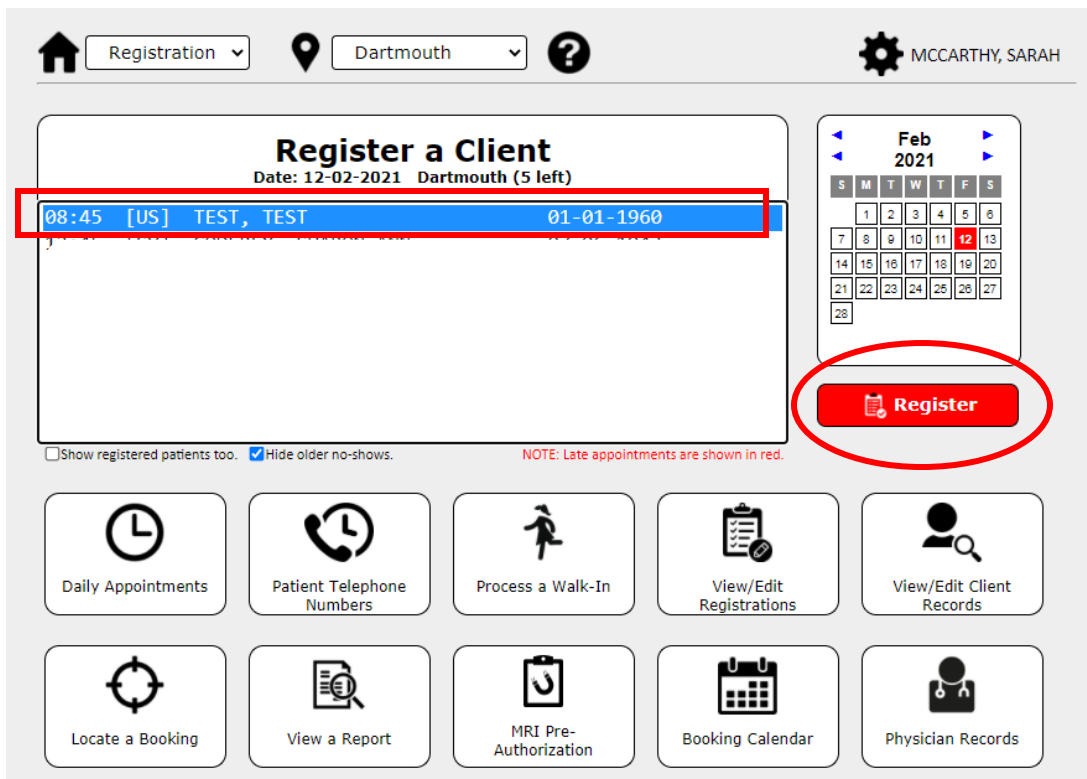 Registration Dartmouth ? MCCARTHY, SARAH
Register a Client
Date: 12-02-2021 Dartmouth (5 left)
08:45 [US] TEST, TEST 01-01-1960
Feb
2021
S M T W T F S
1 2 3 4 5 6
7 8 9 10 11 12 13
14 15 16 17 18 19 20
21 22 23 24 25 26 27
28
Register
Show registered patients too. Hide older no-shows. NOTE: Late appointments are shown in red.
Daily Appointments
Patient Telephone
Numbers
Process a Walk-In
View/Edit
Registrations
View/Edit Client
Records
Locate a Booking
View a Report
MRI Pre-
Authorization
Booking Calendar
Physician Records